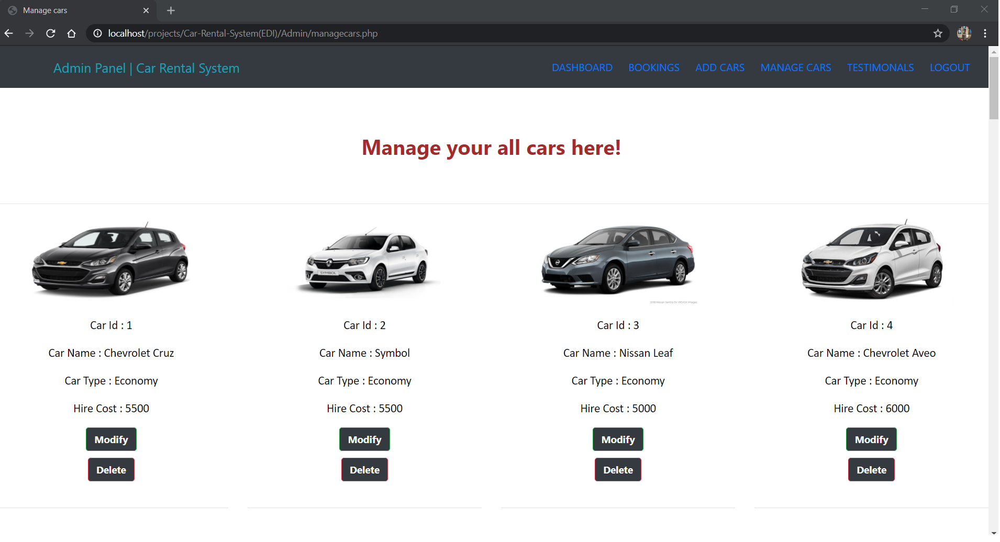 Manage cars
localhost/projects/Car-Rental-System(EDI)/Admin/managecars.php
Admin Panel | Car Rental System
DASHBOARD BOOKINGS ADD CARS MANAGE CARS TESTIMONALS LOGOUT
Manage your all cars here!
SYMBOL
Car Id : 1 Car Id : 2 Car Id : 3 Car Id : 4
Car Name : Chevrolet Cruz Car Name : Symbol Car Name : Nissan Leaf Car Name : Chevrolet Aveo
Car Type : Economy Car Type : Economy Car Type : Economy Car Type : Economy
Hire Cost : 5500 Hire Cost : 5500 Hire Cost : 5000 Hire Cost : 6000
Modify Modify Modify Modify
Delete Delete Delete Delete